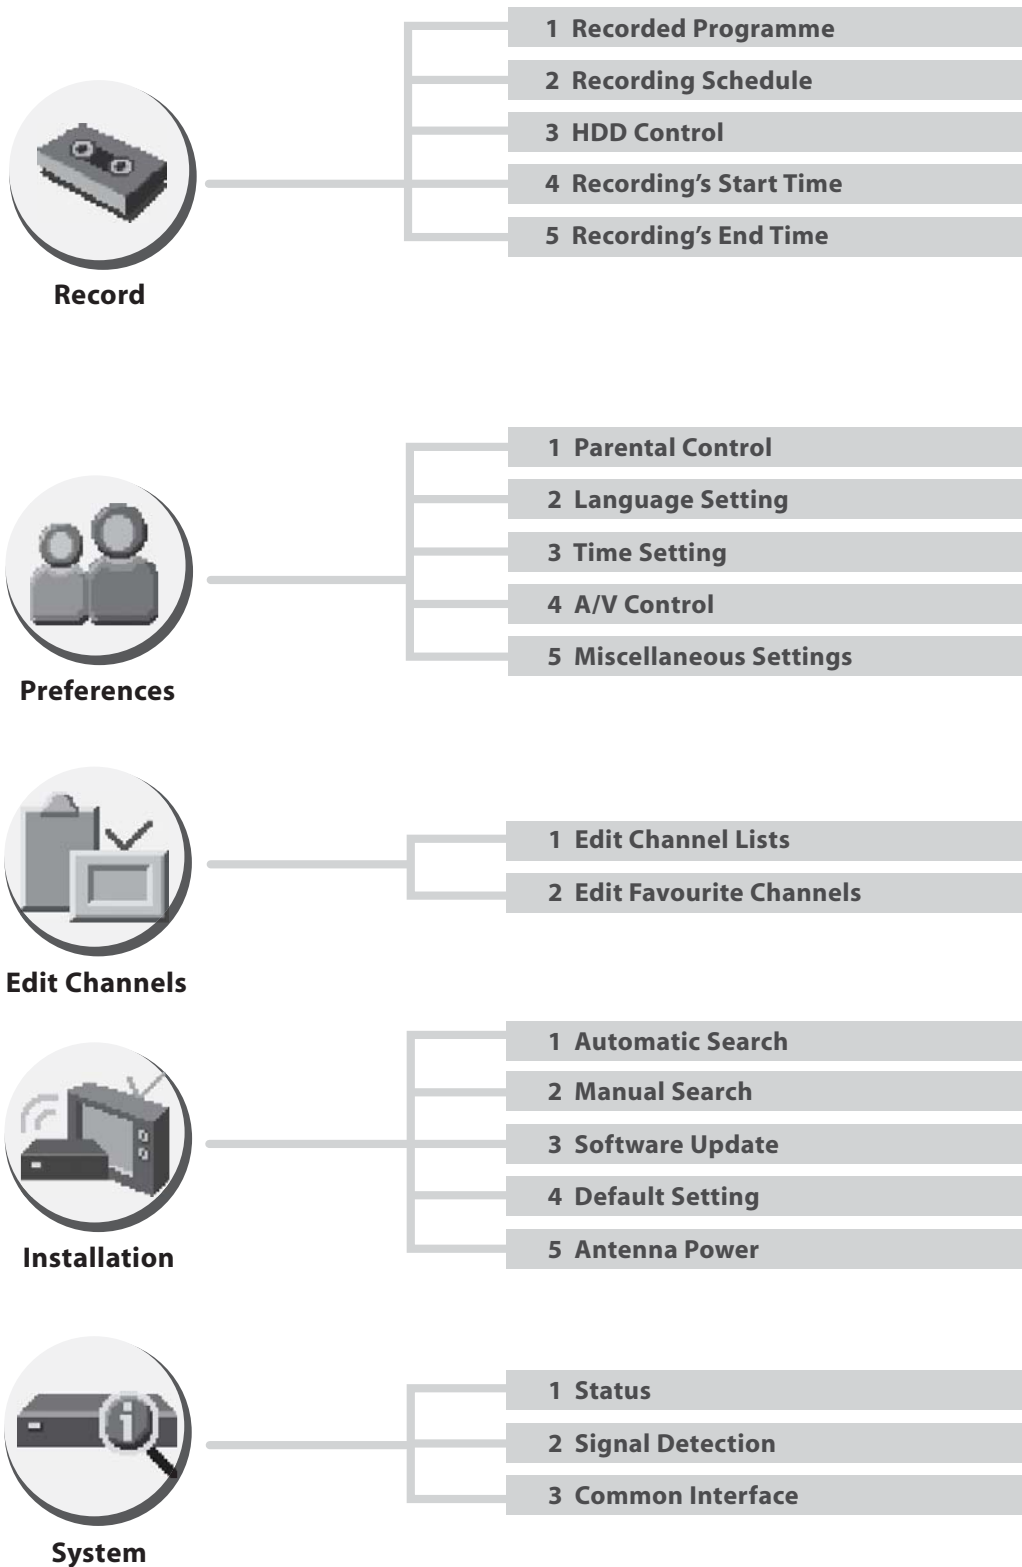 1 Recorded Programme
2 Recording Schedule
3 HDD Control
4 Recording’s Start Time
5 Recording’s End Time
Record
1 Parental Control
2 Language Setting
3 Time Setting
4 A/V Control
5 Miscellaneous Settings
Preferences
1 Edit Channel Lists
2 Edit Favourite Channels
Edit Channels
1 Automatic Search
2 Manual Search
3 Software Update
4 Default Setting
5 Antenna Power
Installation
1 Status
2 Signal Detection
3 Common Interface
System